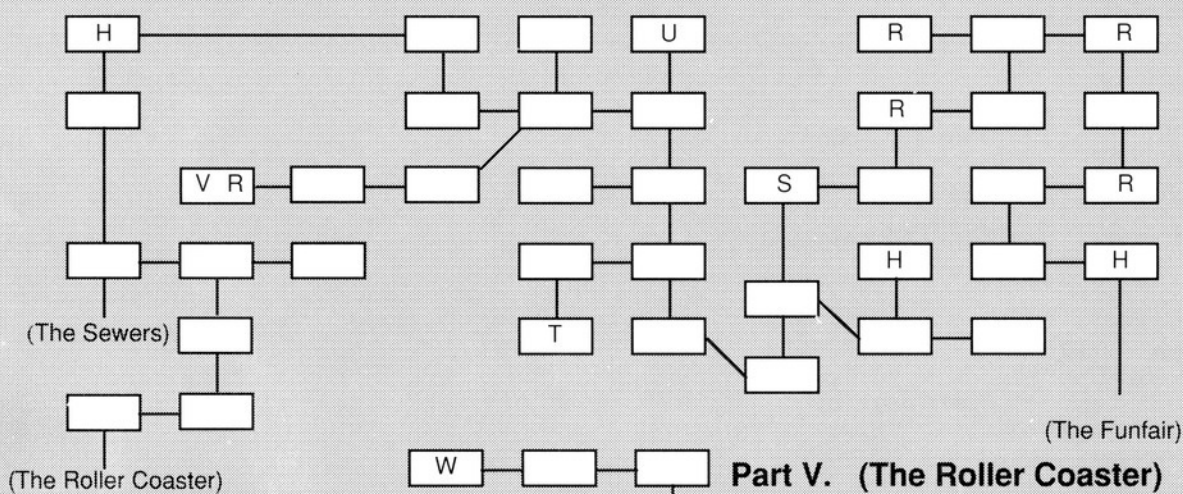 H U R R
R
V R S R
H H
(The Sewers) T
(The Funfair)
(The Roller Coaster) W Part V. (The Roller Coaster)